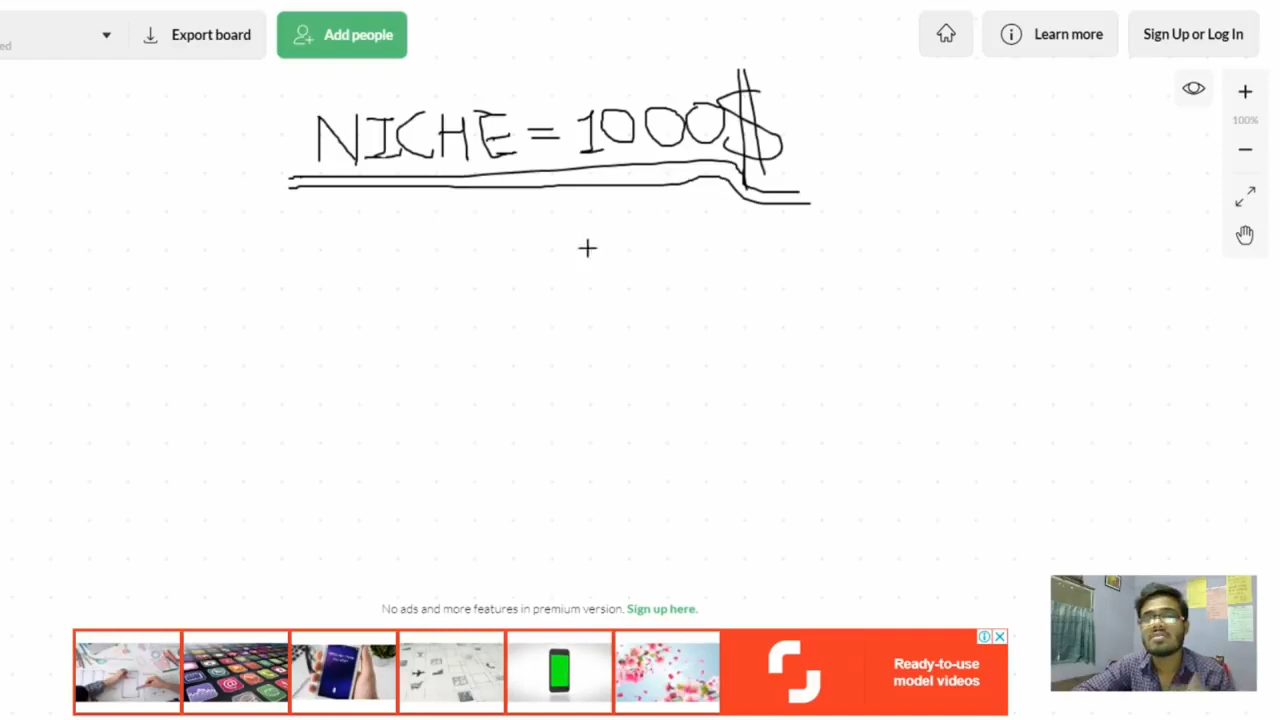 ed
Export board
Add people
Learn more
Sign Up or Log In
NICHE = 1000$
100%
No ads and more features in premium version. Sign up here.
Ready-to-use
model videos